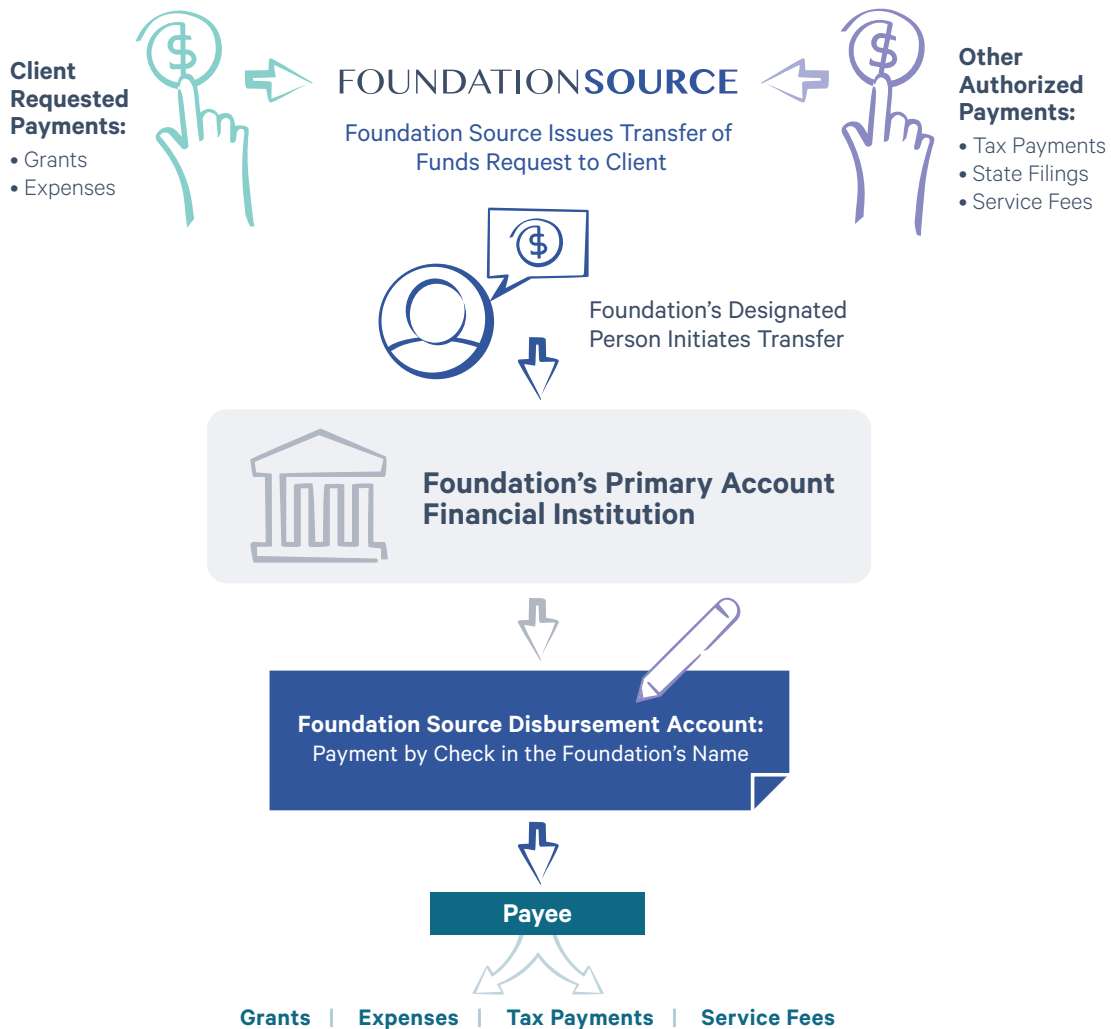 Client
Requested
Payments:
• Grants
• Expenses
FOUNDATIONSOURCE
Foundation Source Issues Transfer of
Funds Request to Client
Other
Authorized
Payments:
• Tax Payments
• State Filings
• Service Fees
$
$
$
Foundation’s Designated
Person Initiates Transfer
Foundation’s Primary Account
Financial Institution
Foundation Source Disbursement Account:
Payment by Check in the Foundation’s Name
Payee
Grants | Expenses | Tax Payments | Service Fees